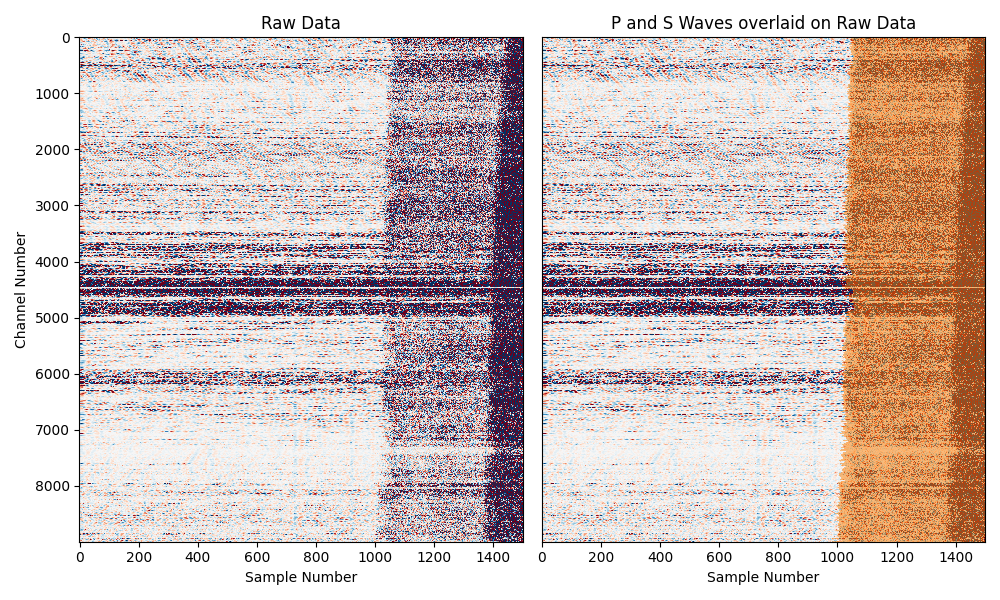 Raw Data
P and S Waves overlaid on Raw Data
Channel Number
0
1000
2000
3000
4000
5000
6000
7000
8000
0 200 400 600 800 1000 1200 1400
0 200 400 600 800 1000 1200 1400
Sample Number
Sample Number